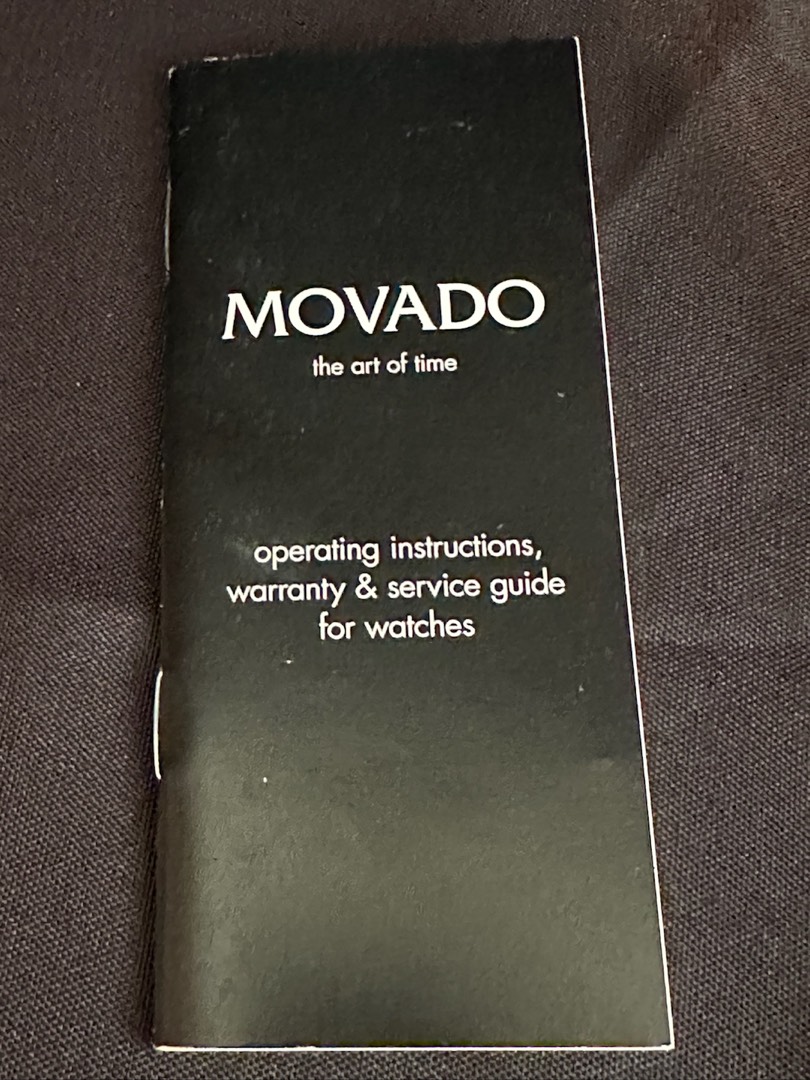 MOVADO
the art of time
operating instructions,
warranty & service guide
for watches